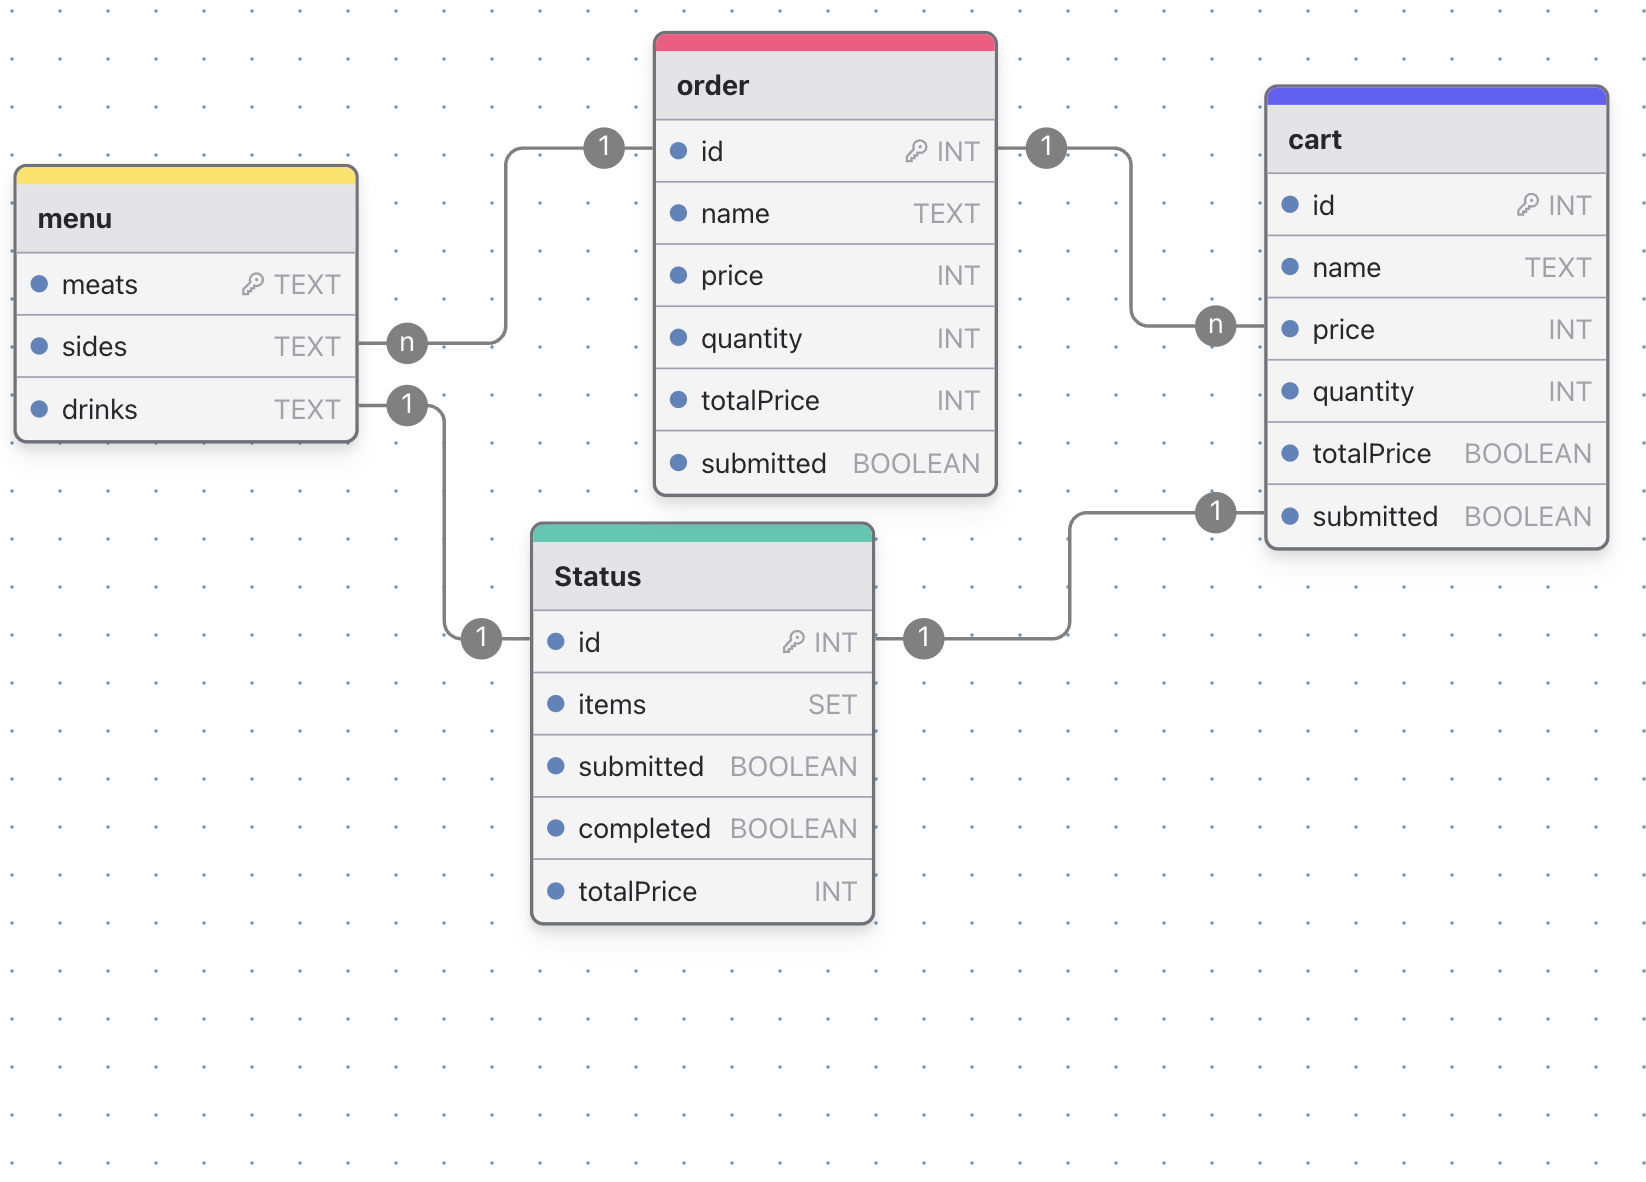 order
id INT
name TEXT
price INT
quantity INT
totalPrice INT
submitted BOOLEAN
1
1
cart
id INT
name TEXT
price INT
quantity INT
totalPrice BOOLEAN
submitted BOOLEAN
n
1
menu
meats TEXT
sides TEXT
drinks TEXT
n
1
Status
id INT
items SET
submitted BOOLEAN
completed BOOLEAN
totalPrice INT
1
1